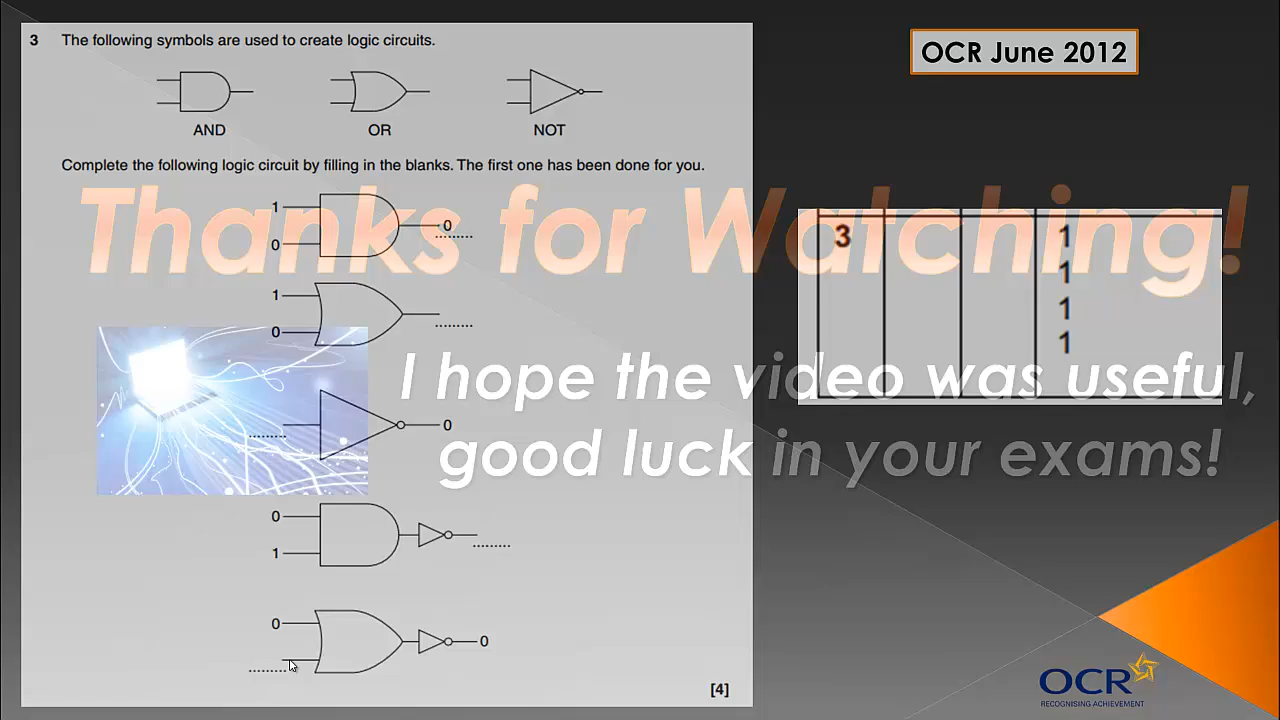 3 The following symbols are used to create logic circuits.
AND OR NOT
Complete the following logic circuit by filling in the blanks. The first one has been done for you.
1
0
0
.........
1
0
.........
.........
0
0
1
.........
0
0
.........
[4]
OCR June 2012
3
1
1
1
1
Thanks for Watching!
I hope the video was useful,
good luck in your exams!
OCR
RECOGNISING ACHIEVEMENT